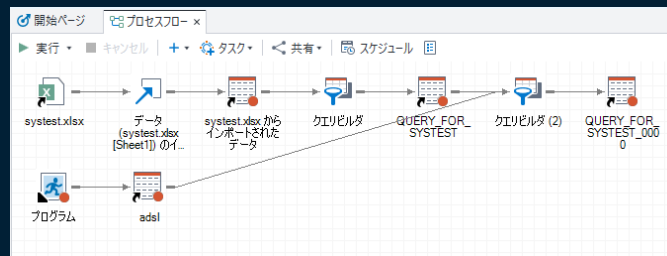 開始ページ
プロセスフロー ×
実行
キャンセル
タスク
共有
スケジュール
systest.xlsx
データ
(systest.xlsx
[Sheet1]) のイ...
systest.xlsx から
インポートされた
データ
クエリビルダ
QUERY_FOR_
SYSTEST
クエリビルダ (2)
QUERY_FOR_
SYSTEST_000
0
プログラム
adsl